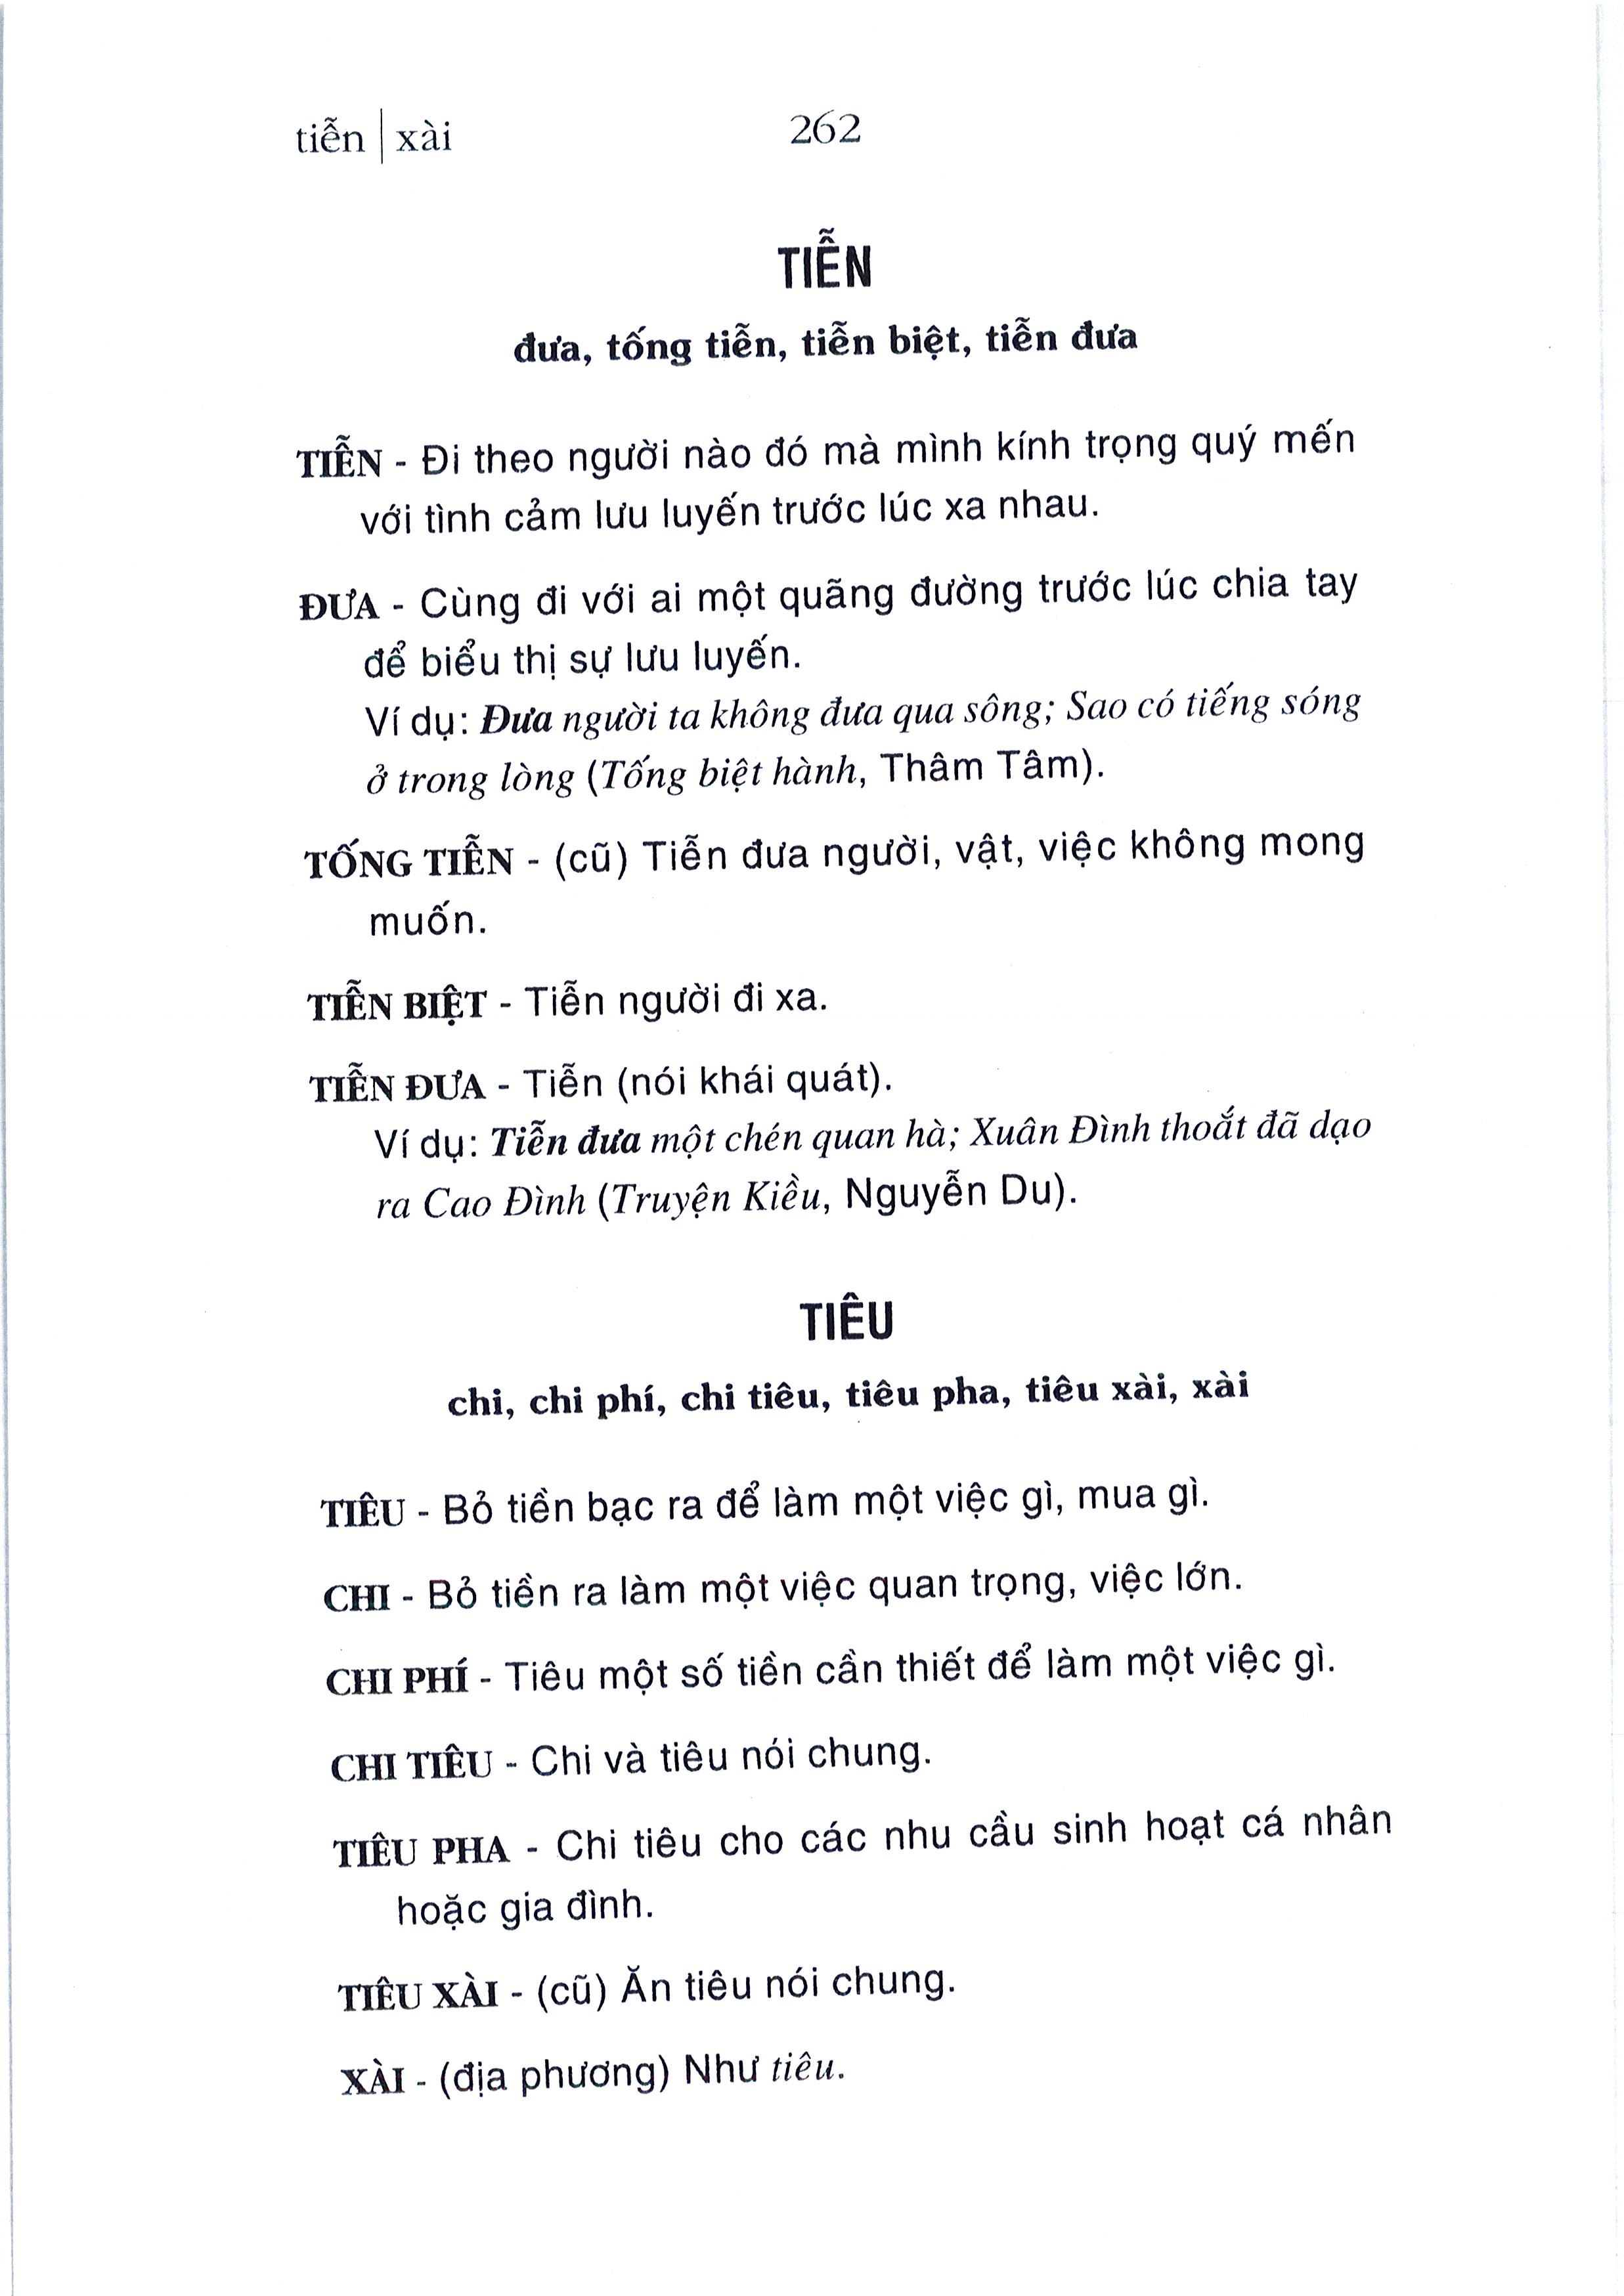 tiễn | xài
262
TIỄN
đưa, tống tiễn, tiễn biệt, tiễn đưa
TIỄN - Đi theo người nào đó mà mình kính trọng quý mến
với tình cảm lưu luyến trước lúc xa nhau.
ĐƯA - Cùng đi với ai một quãng đường trước lúc chia tay
để biểu thị sự lưu luyến.
Ví dụ: Đưa người ta không đưa qua sông; Sao có tiếng sóng
ở trong lòng (Tống biệt hành, Thâm Tâm).
TỐNG TIỄN - (cũ) Tiễn đưa người, vật, việc không mong
muốn.
TIỄN BIỆT - Tiễn người đi xa.
TIỄN ĐƯA - Tiễn (nói khái quát).
Ví dụ: Tiễn đưa một chén quan hà; Xuân Đình thoắt đã dạo
ra Cao Đình (Truyện Kiều, Nguyễn Du).
TIÊU
chi, chi phí, chi tiêu, tiêu pha, tiêu xài, xài
TIÊU - Bỏ tiền bạc ra để làm một việc gì, mua gì.
CHI - Bỏ tiền ra làm một việc quan trọng, việc lớn.
CHI PHÍ - Tiêu một số tiền cần thiết để làm một việc gì.
CHI TIÊU - Chi và tiêu nói chung.
TIÊU PHA - Chi tiêu cho các nhu cầu sinh hoạt cá nhân
hoặc gia đình.
TIÊU XÀI - (cũ) Ăn tiêu nói chung.
XÀI - (địa phương) Như tiêu.